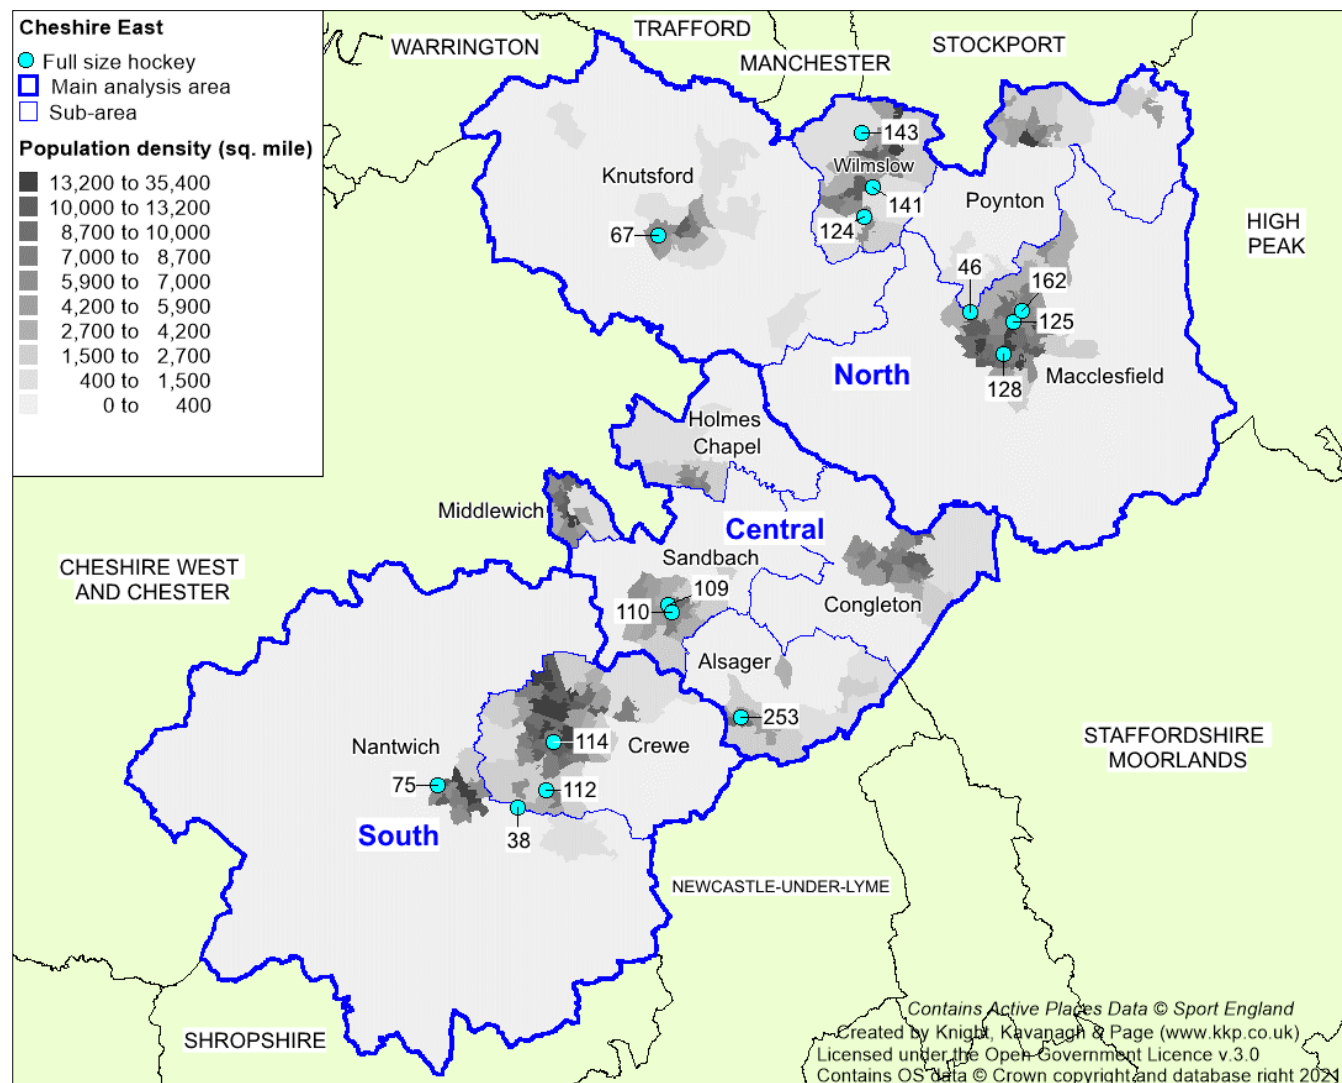 Cheshire East
Full size hockey
Main analysis area
Sub-area
Population density (sq. mile)
13,200 to 35,400
10,000 to 13,200
8,700 to 10,000
7,000 to 8,700
5,900 to 7,000
4,200 to 5,900
2,700 to 4,200
1,500 to 2,700
400 to 1,500
0 to 400
WARRINGTON
TRAFFORD
MANCHESTER
STOCKPORT
HIGH
PEAK
143
Wilmslow
Knutsford
141
Poynton
67
124
46
162
125
North
128
Macclesfield
Holmes
Chapel
Middlewich
Central
Sandbach
CHESHIRE WEST
AND CHESTER
109
110
Congleton
Alsager
253
Nantwich
114
Crewe
STAFFORDSHIRE
MOORLANDS
75
112
South
38
NEWCASTLE-UNDER-LYME
SHROPSHIRE
Contains Active Places Data © Sport England
Created by Knight, Kavanagh & Page (www.kkp.co.uk)
Licensed under the Open Government Licence v.3.0
Contains OS data © Crown copyright and database right 2021